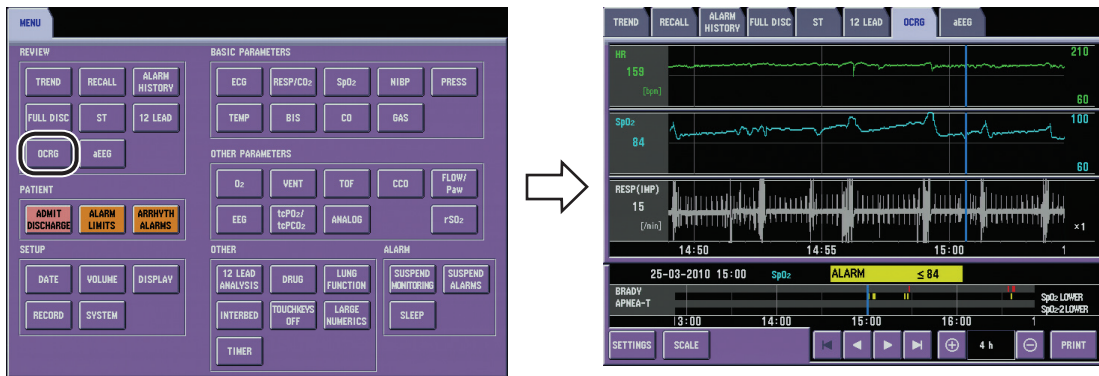 MENU
REVIEW
TREND RECALL ALARM HISTORY
FULL DISC ST 12 LEAD
OCRG aEEG
PATIENT
ADMIT DISCHARGE ALARM LIMITS ARRHYTH ALARMS
SETUP
DATE VOLUME DISPLAY
RECORD SYSTEM
BASIC PARAMETERS
ECG RESP/CO2 SpO2 NIBP PRESS
TEMP BIS CO GAS
OTHER PARAMETERS
O2 VENT TOF CCO FLOW/Paw
EEG tcPO2/tcPCO2 ANALOG rSO2
OTHER
12 LEAD ANALYSIS DRUG LUNG FUNCTION
INTERBED TOUCHKEYS OFF LARGE NUMERICS
TIMER
ALARM
SUSPEND MONITORING SUSPEND ALARMS
SLEEP
TREND RECALL ALARM HISTORY FULL DISC ST 12 LEAD OCRG aEEG
HR 210
159
[bpm]
60
SpO2 100
84
60
RESP(IMP)
15
[/min] ×1
14:50 14:55 15:00 1
25-03-2010 15:00 SpO2 ALARM ≤84
BRADY
APNEA-T SpO2 LOWER
SpO2-2 LOWER
13:00 14:00 15:00 16:00 1
SETTINGS SCALE 4 h PRINT